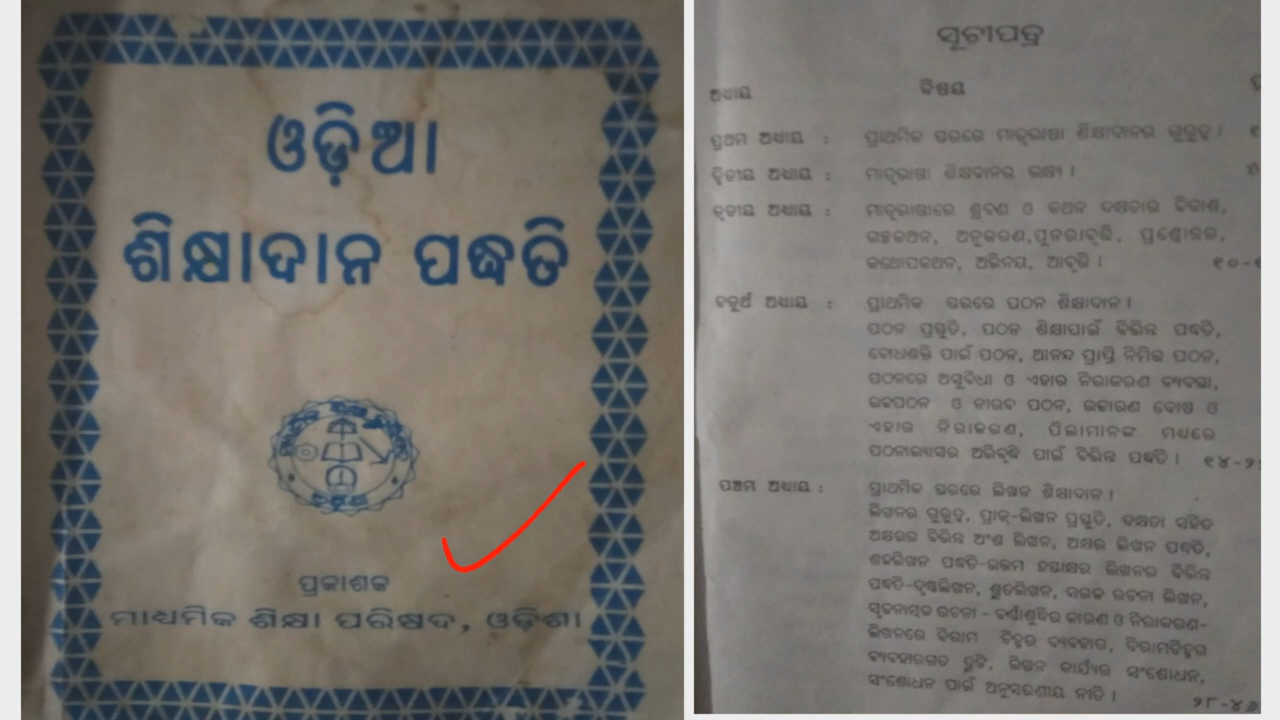 ଓଡ଼ିଆ
ଶିକ୍ଷାଦାନ ପଦ୍ଧତି
ପ୍ରକାଶକ
ମାଧ୍ୟମିକ ଶିକ୍ଷା ପରିଷଦ, ଓଡ଼ିଶା
ସୂଚୀପତ୍ର
ଅଧ୍ୟାୟ ବିଷୟ
ପ୍ରଥମ ଅଧ୍ୟାୟ : ପ୍ରାଥମିକ ସ୍ତରରେ ମାତୃଭାଷା ଶିକ୍ଷାଦାନର ଗୁରୁତ୍ୱ ।
ଦ୍ୱିତୀୟ ଅଧ୍ୟାୟ : ମାତୃଭାଷା ଶିକ୍ଷାଦାନର ଲକ୍ଷ୍ୟ ।
ତୃତୀୟ ଅଧ୍ୟାୟ : ମାତୃଭାଷାରେ ଶ୍ରବଣ ଓ କଥନ ଦକ୍ଷତାର ବିକାଶ,
ଗଳ୍ପକଥନ, ଅନୁକରଣ, ପୁନରାବୃତ୍ତି, ପ୍ରଶ୍ନୋତ୍ତର,
କଥୋପକଥନ, ଅଭିନୟ, ଆବୃତ୍ତି । ୧୦-
ଚତୁର୍ଥ ଅଧ୍ୟାୟ : ପ୍ରାଥମିକ ସ୍ତରରେ ପଠନ ଶିକ୍ଷାଦାନ ।
ପଠନ ପ୍ରସ୍ତୁତି, ପଠନ ଶିକ୍ଷାପାଇଁ ବିଭିନ୍ନ ପଦ୍ଧତି,
ବୋଧଶକ୍ତି ପାଇଁ ପଠନ, ଆନନ୍ଦ ପ୍ରାପ୍ତି ନିମିତ୍ତ ପଠନ,
ପଠନରେ ଅସୁବିଧା ଓ ଏହାର ନିରାକରଣ ବ୍ୟବସ୍ଥା,
ଉଚ୍ଚପଠନ ଓ ନୀରବ ପଠନ, ଉଚ୍ଚାରଣ ଦୋଷ ଓ
ଏହାର ନିରାକରଣ, ପିଲାମାନଙ୍କ ମଧ୍ୟରେ
ପଠନାଭ୍ୟାସର ଅଭିବୃଦ୍ଧି ପାଇଁ ବିଭିନ୍ନ ପଦ୍ଧତି । ୧୪-
ପଞ୍ଚମ ଅଧ୍ୟାୟ : ପ୍ରାଥମିକ ସ୍ତରରେ ଲିଖନ ଶିକ୍ଷାଦାନ ।
ଲିଖନର ଗୁରୁତ୍ୱ, ପ୍ରାକ୍-ଲିଖନ ପ୍ରସ୍ତୁତି, ଦକ୍ଷତା ସହିତ
ଅକ୍ଷରର ବିଭିନ୍ନ ଅଂଶ ଲିଖନ, ଅକ୍ଷର ଲିଖନ ପଦ୍ଧତି,
ଶବ୍ଦଲିଖନ ପଦ୍ଧତି-ଉତ୍ତମ ହସ୍ତାକ୍ଷର ଲିଖନର ବିଭିନ୍ନ
ପଦ୍ଧତି-ଦୃଷ୍ଟଲିଖନ, ଶ୍ରୁତଲିଖନ, ସରଳ ରଚନା ଲିଖନ,
ସୃଜନାତ୍ମକ ରଚନା - ବର୍ଣ୍ଣାଶୁଦ୍ଧିର କାରଣ ଓ ନିରାକରଣ-
ଲିଖନରେ ବିରାମ ଚିହ୍ନର ବ୍ୟବହାର, ବିରାମଚିହ୍ନର
ବ୍ୟବହାରଗତ ତ୍ରୁଟି, ଲିଖନ କାର୍ଯ୍ୟର ସଂଶୋଧନ,
ସଂଶୋଧନ ପାଇଁ ଅନୁସରଣୀୟ ନୀତି । ୨୮-